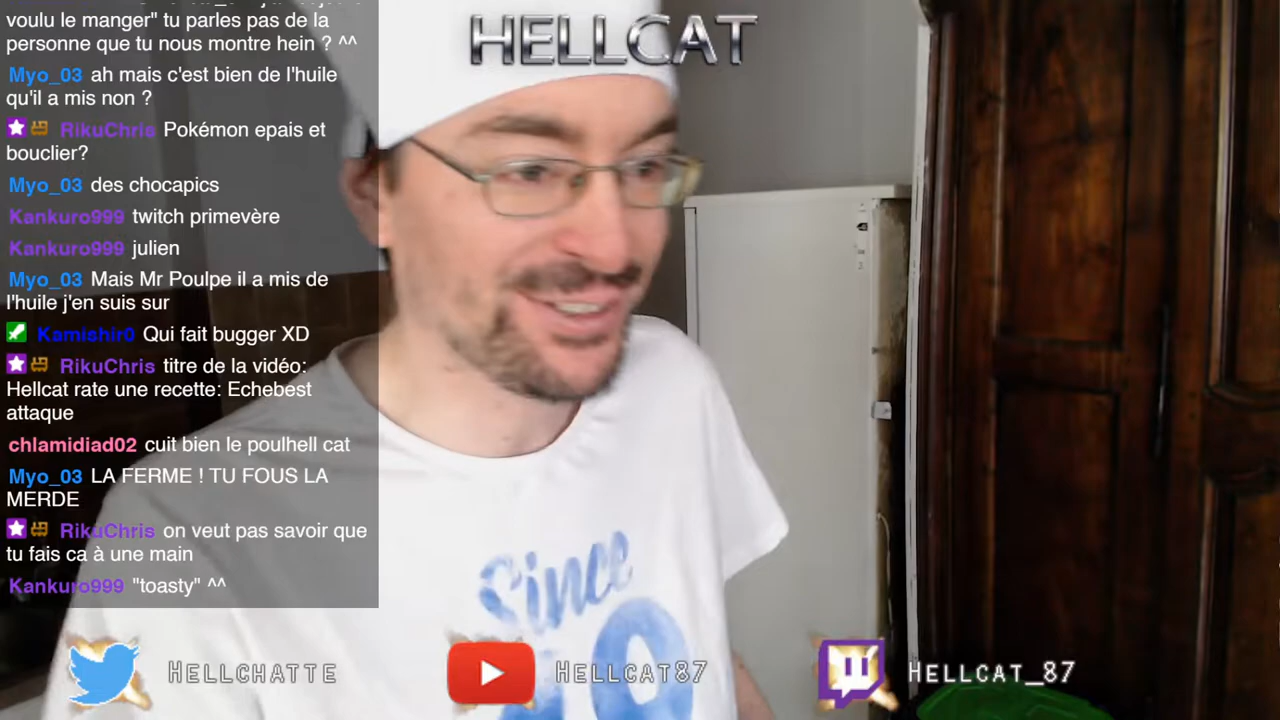 voulu le manger" tu parles pas de la
personne que tu nous montre hein ? ^^
Myo_03 ah mais c'est bien de l'huile
qu'il a mis non ?
RikuChris Pokémon epais et
bouclier?
Myo_03 des chocapics
Kankuro999 twitch primevère
Kankuro999 julien
Myo_03 Mais Mr Poulpe il a mis de
l'huile j'en suis sur
Kamishir0 Qui fait bugger XD
RikuChris titre de la vidéo:
Hellcat rate une recette: Echebest
attaque
chlamidiad02 cuit bien le poulhell cat
Myo_03 LA FERME ! TU FOUS LA
MERDE
RikuChris on veut pas savoir que
tu fais ca à une main
Kankuro999 "toasty" ^^
HELLCAT
Since
Hellchatte
Hellcat87
Hellcat_87